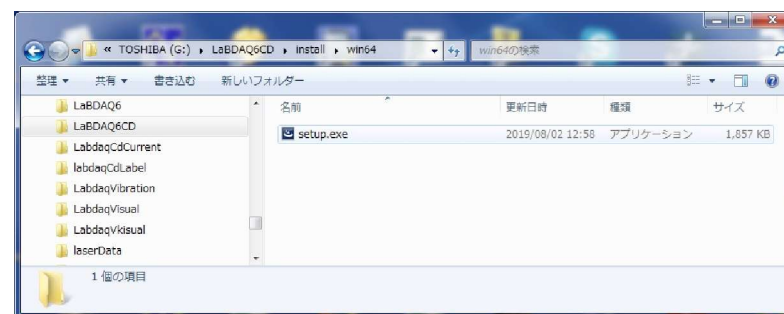 « TOSHIBA (G:) ▸ LaBDAQ6CD ▸ install ▸ win64
win64の検索
整理 ▼ 共有 ▼ 書き込む 新しいフォルダー
LaBDAQ6
LaBDAQ6CD
LabdaqCdCurrent
labdaqCdLabel
LabdaqVibration
LabdaqVisual
LabdaqVkisual
laserData
名前 更新日時 種類 サイズ
setup.exe 2019/08/02 12:58 アプリケーション 1,857 KB
1 個の項目